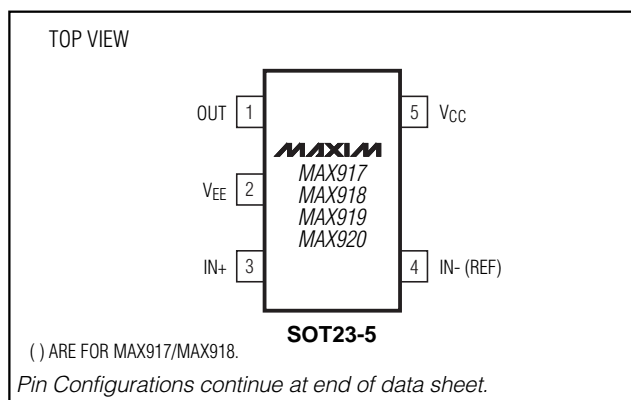 TOP VIEW
OUT 1
5 VCC
MAXIM
MAX917
VEE 2
MAX918
MAX919
MAX920
IN+ 3
4 IN- (REF)
SOT23-5
( ) ARE FOR MAX917/MAX918.
Pin Configurations continue at end of data sheet.